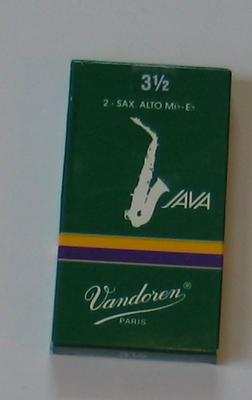 3½
2 - SAX. ALTO Mi♭-E♭
JAVA
Vandoren
PARIS